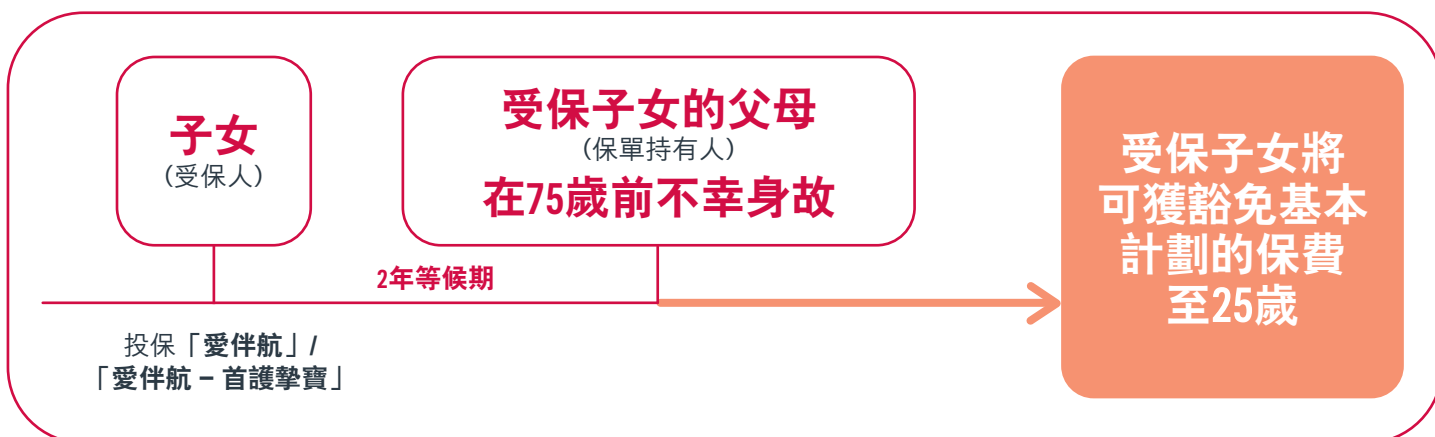 子女
(受保人)
受保子女的父母
(保單持有人)
在75歲前不幸身故
2年等候期
投保「愛伴航」/
「愛伴航 – 首護摯寶」
受保子女將
可獲豁免基本
計劃的保費
至25歲